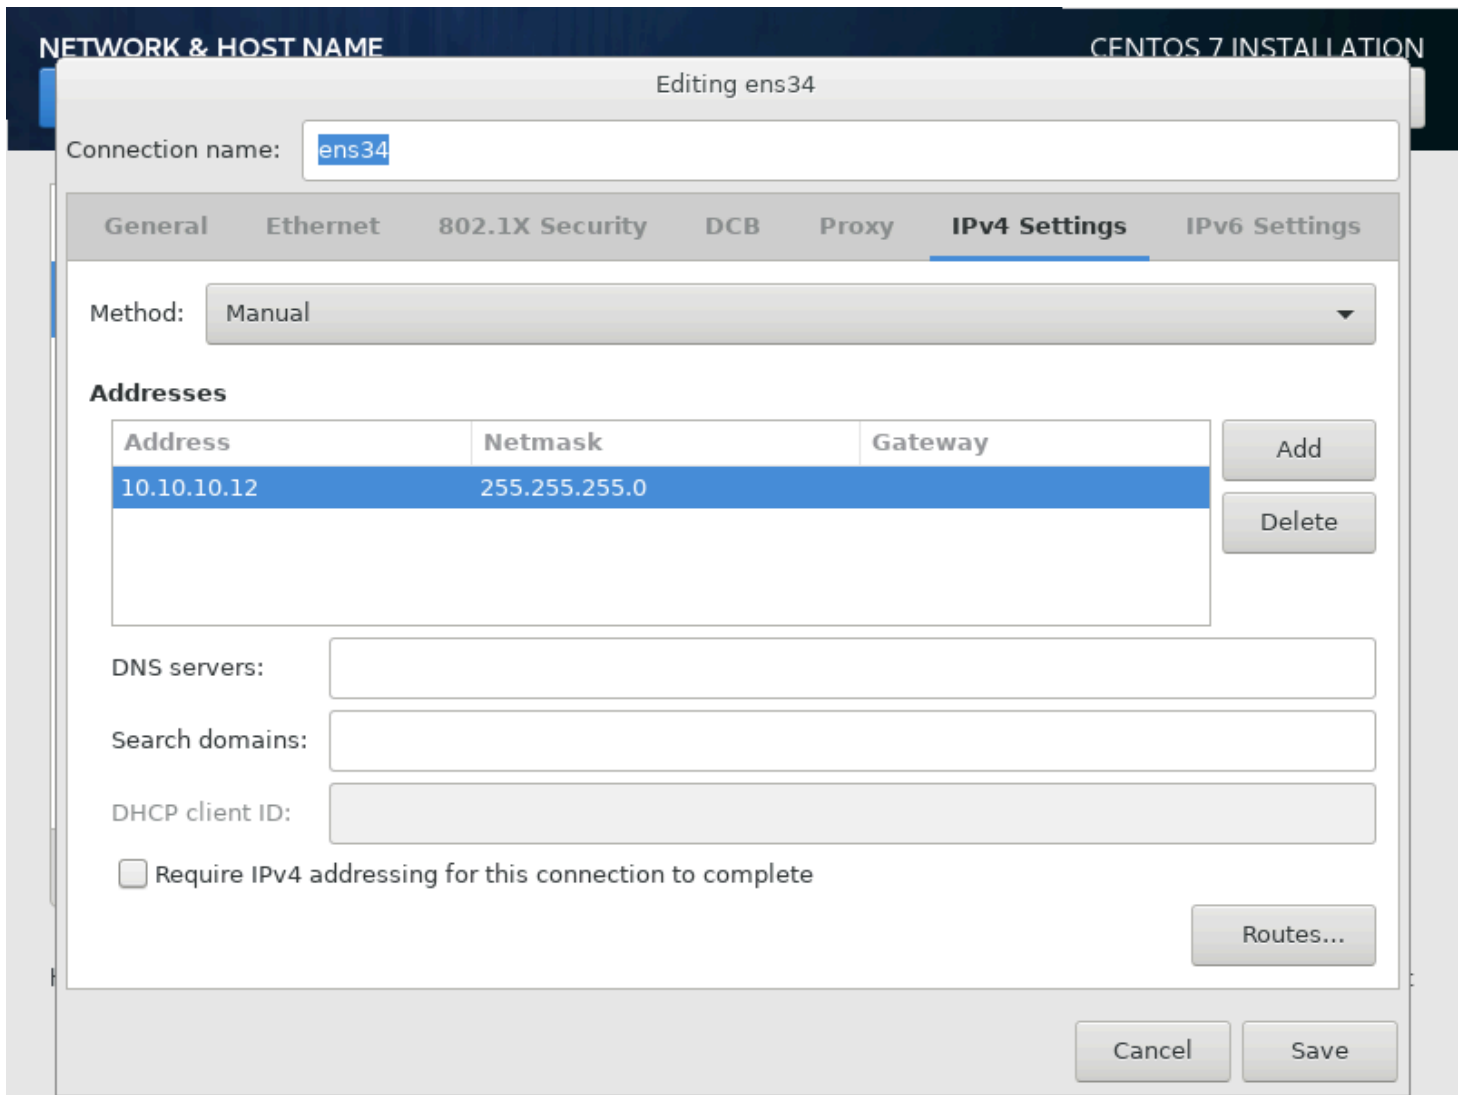 NETWORK & HOST NAME
CENTOS 7 INSTALLATION
Editing ens34
Connection name: ens34
General Ethernet 802.1X Security DCB Proxy IPv4 Settings IPv6 Settings
Method: Manual
Addresses
Address Netmask Gateway
Add
10.10.10.12 255.255.255.0
Delete
DNS servers:
Search domains:
DHCP client ID:
Require IPv4 addressing for this connection to complete
Routes...
Cancel Save